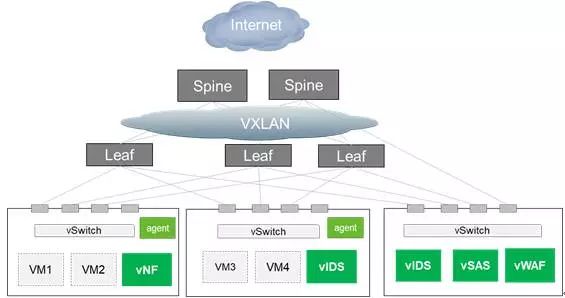 Internet
Spine Spine
VXLAN
Leaf Leaf Leaf
vSwitch agent vSwitch agent vSwitch
VM1 VM2 vNF VM3 VM4 vIDS vIDS vSAS vWAF